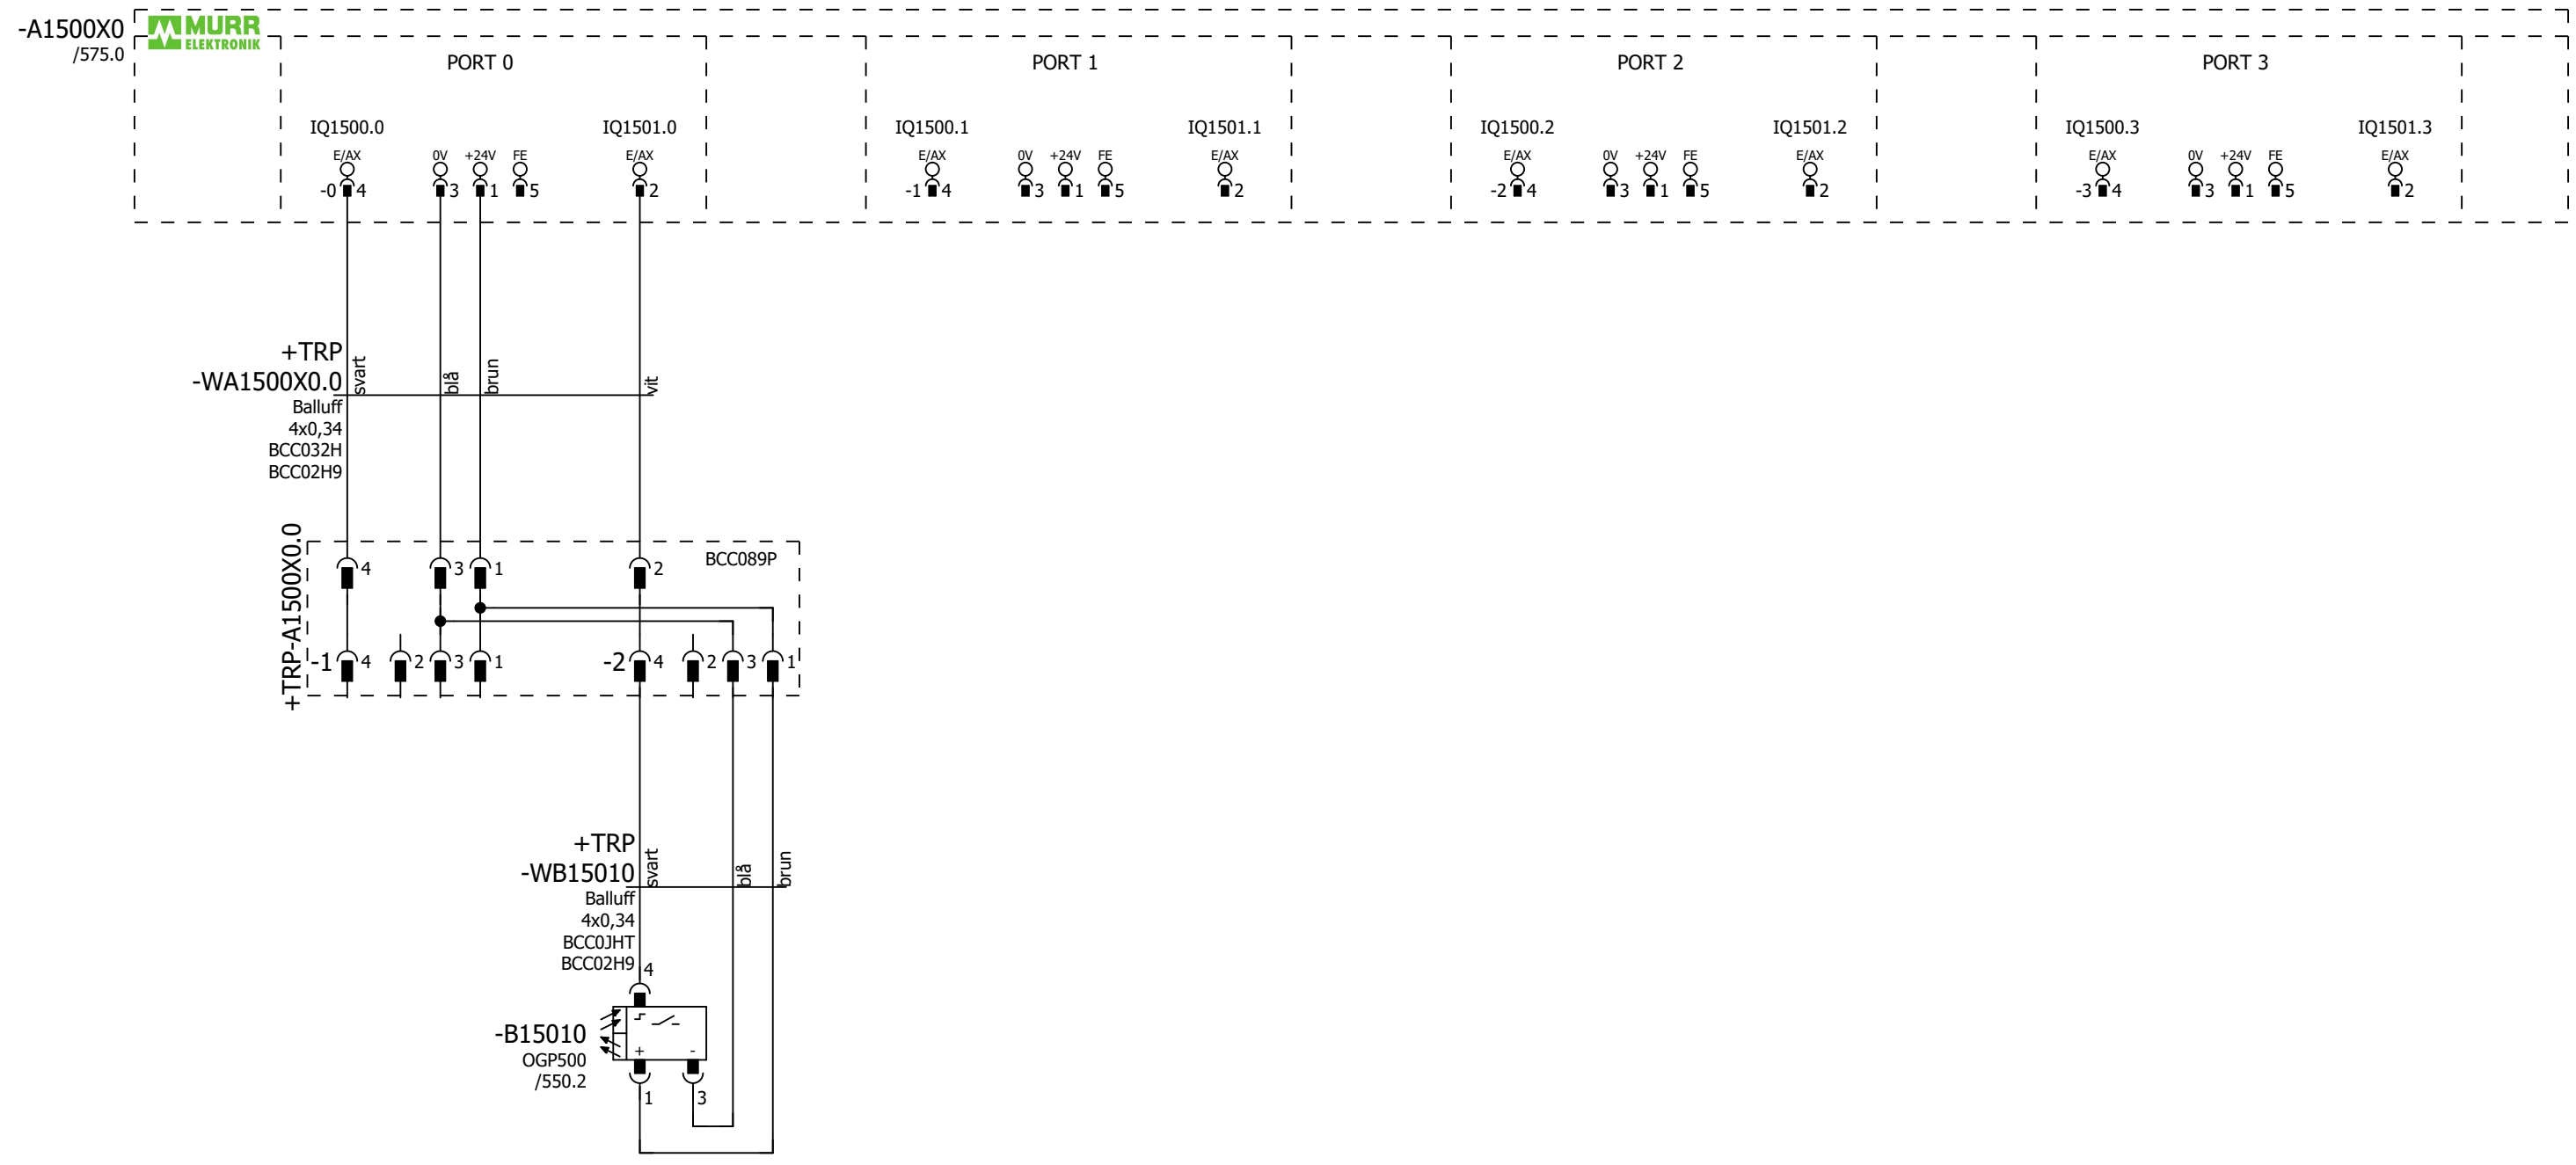 -A1500X0
/575.0
MURR
ELEKTRONIK
PORT 0
PORT 1
PORT 2
PORT 3
IQ1500.0
IQ1501.0
IQ1500.1
IQ1501.1
IQ1500.2
IQ1501.2
IQ1500.3
IQ1501.3
E/AX 0V +24V FE E/AX
E/AX 0V +24V FE E/AX
E/AX 0V +24V FE E/AX
E/AX 0V +24V FE E/AX
-0 4 3 1 5 2
-1 4 3 1 5 2
-2 4 3 1 5 2
-3 4 3 1 5 2
+TRP
-WA1500X0.0
Balluff
4x0,34
BCC032H
BCC02H9
svart
blå
brun
vit
+TRP-A1500X0.0
BCC089P
4 3 1 2
-1 4 2 3 1
-2 4 2 3 1
+TRP
-WB15010
Balluff
4x0,34
BCC0JHT
BCC02H9
svart
blå
brun
4
-B15010
OGP500
/550.2
+ -
1 3